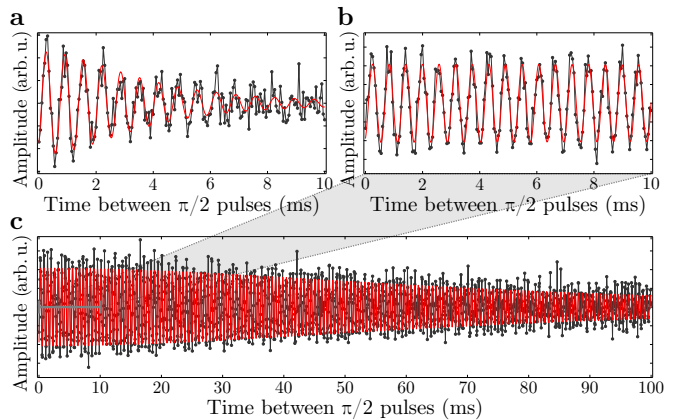 a
b
Amplitude (arb. u.)
Amplitude (arb. u.)
0 2 4 6 8 10
0 2 4 6 8 10
Time between π/2 pulses (ms)
Time between π/2 pulses (ms)
c
Amplitude (arb. u.)
0 10 20 30 40 50 60 70 80 90 100
Time between π/2 pulses (ms)